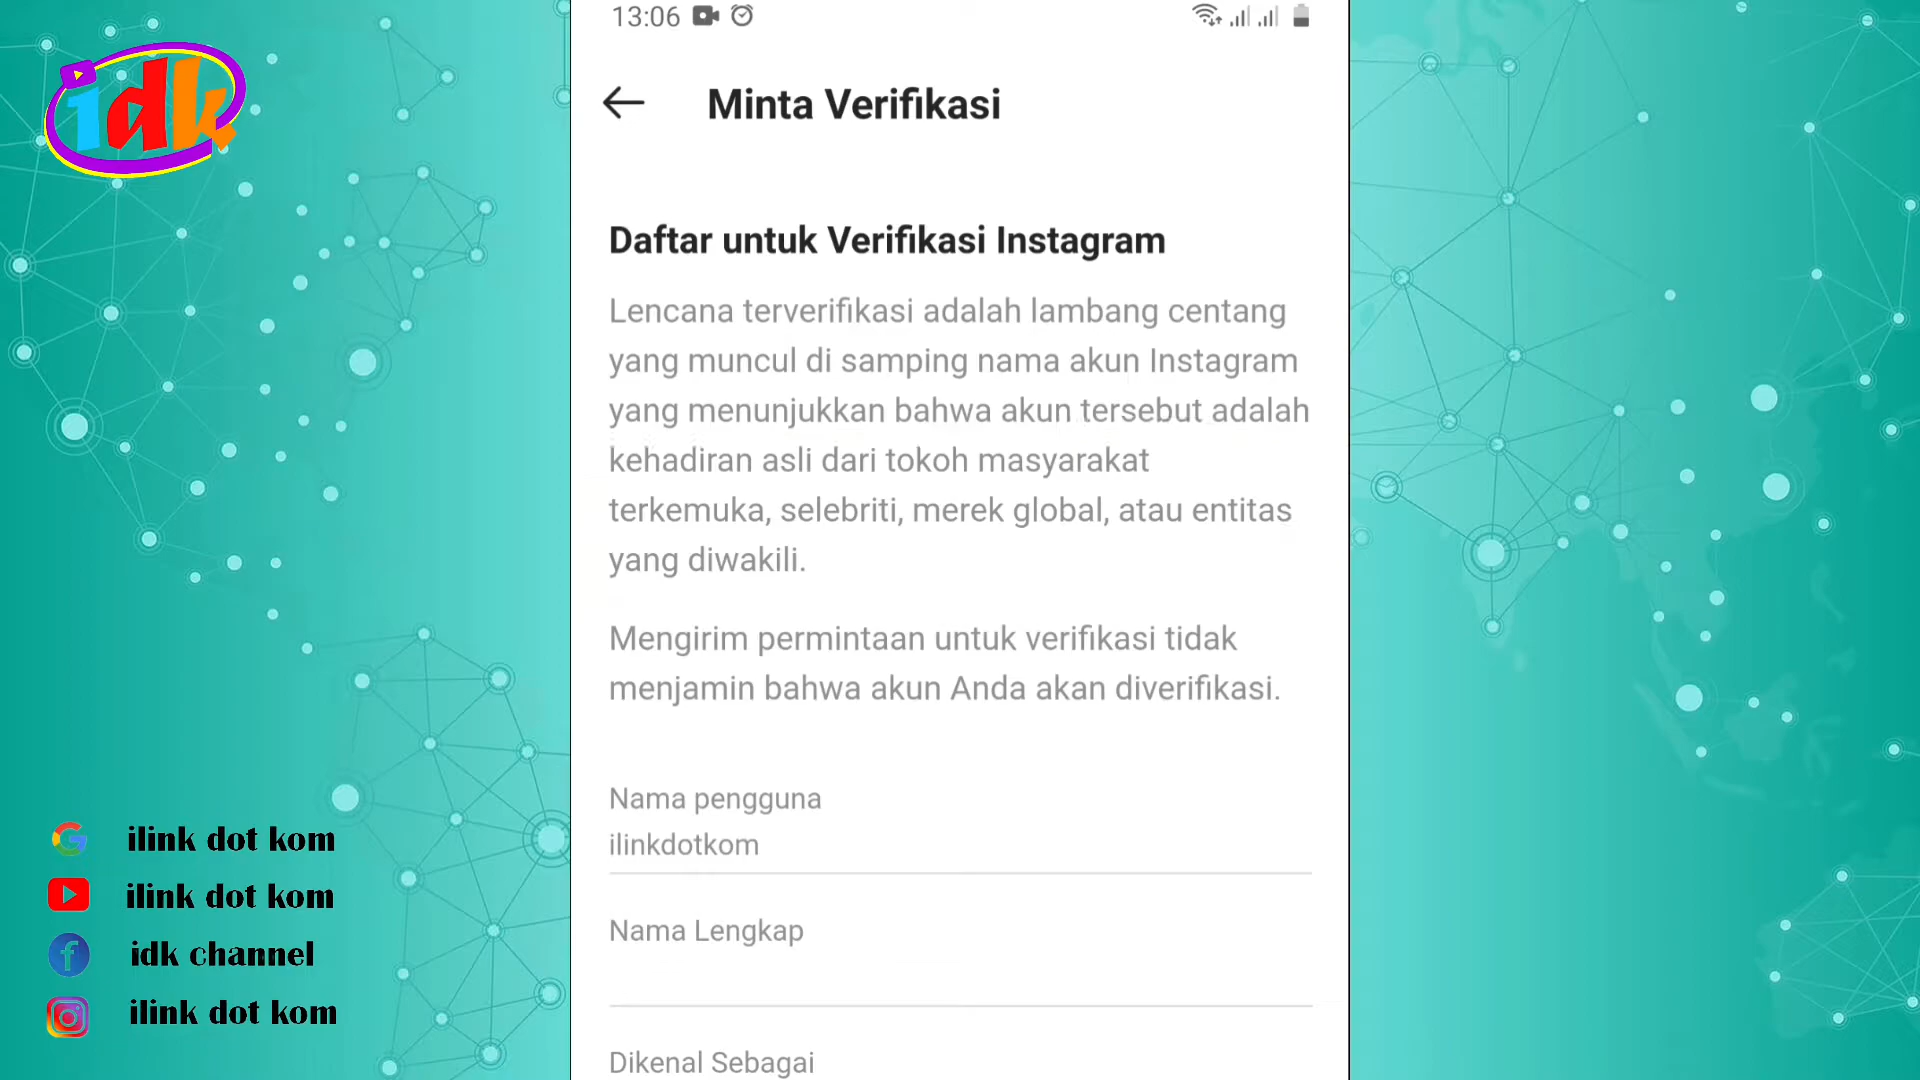 13:06
idk
Minta Verifikasi
Daftar untuk Verifikasi Instagram
Lencana terverifikasi adalah lambang centang
yang muncul di samping nama akun Instagram
yang menunjukkan bahwa akun tersebut adalah
kehadiran asli dari tokoh masyarakat
terkemuka, selebriti, merek global, atau entitas
yang diwakili.
Mengirim permintaan untuk verifikasi tidak
menjamin bahwa akun Anda akan diverifikasi.
Nama pengguna
ilinkdotkom
Nama Lengkap
Dikenal Sebagai
ilink dot kom
ilink dot kom
idk channel
ilink dot kom